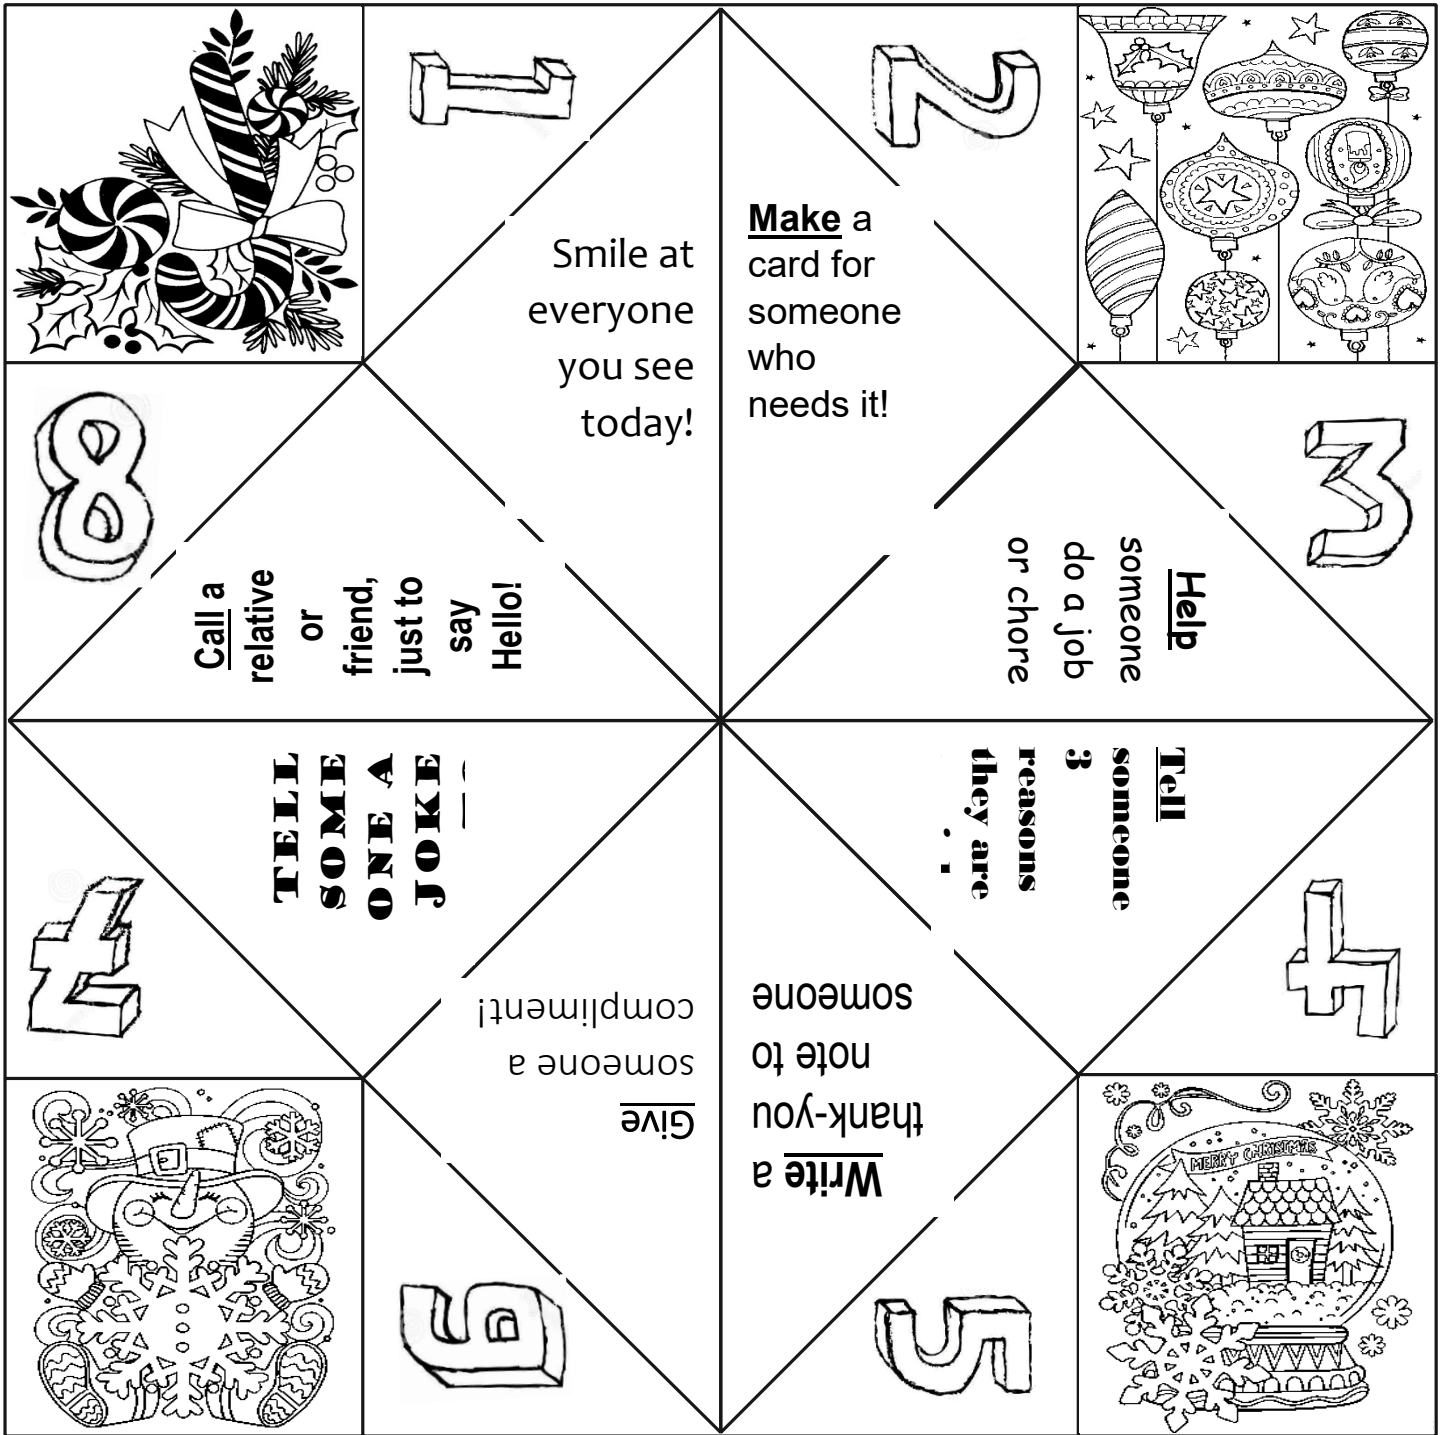 1
2
Smile at
everyone
you see
today!
Make a
card for
someone
who
needs it!
3
Help
someone
do a job
or chore
4
Tell
someone
3
reasons
they are
5
Write a
thank-you
note to
someone
6
Give
someone a
compliment!
7
TELL
SOME
ONE A
JOKE
8
Call a
relative
or
friend,
just to
say
Hello!
MERRY CHRISTMAS